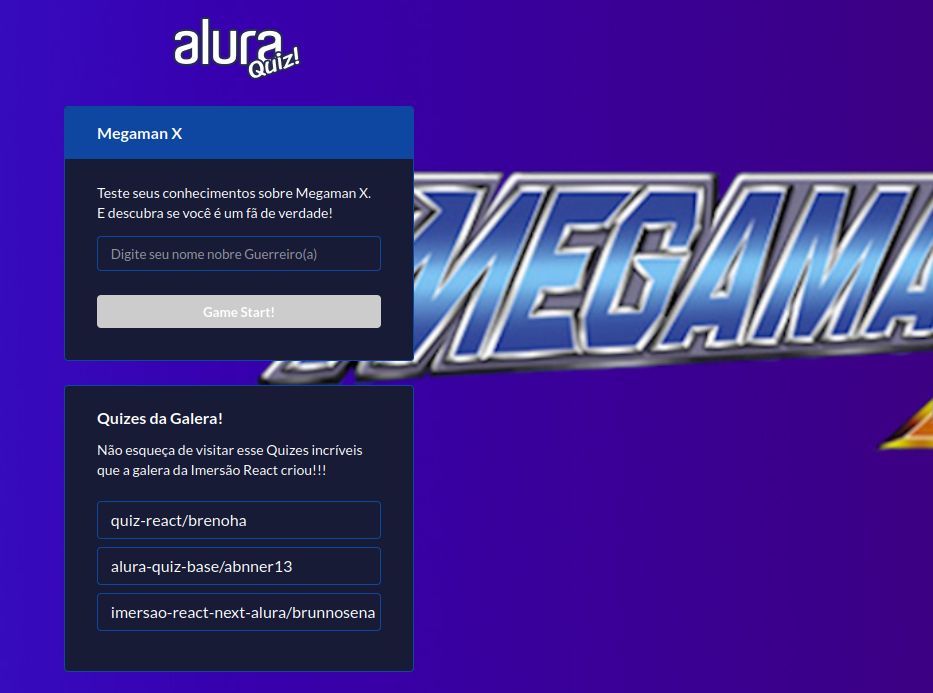 alura
Quiz!
Megaman X
Teste seus conhecimentos sobre Megaman X.
E descubra se você é um fã de verdade!
Digite seu nome nobre Guerreiro(a)
Game Start!
MEGAMA
Quizes da Galera!
Não esqueça de visitar esse Quizes incríveis
que a galera da Imersão React criou!!!
quiz-react/brenoha
alura-quiz-base/abnner13
imersao-react-next-alura/brunnosena